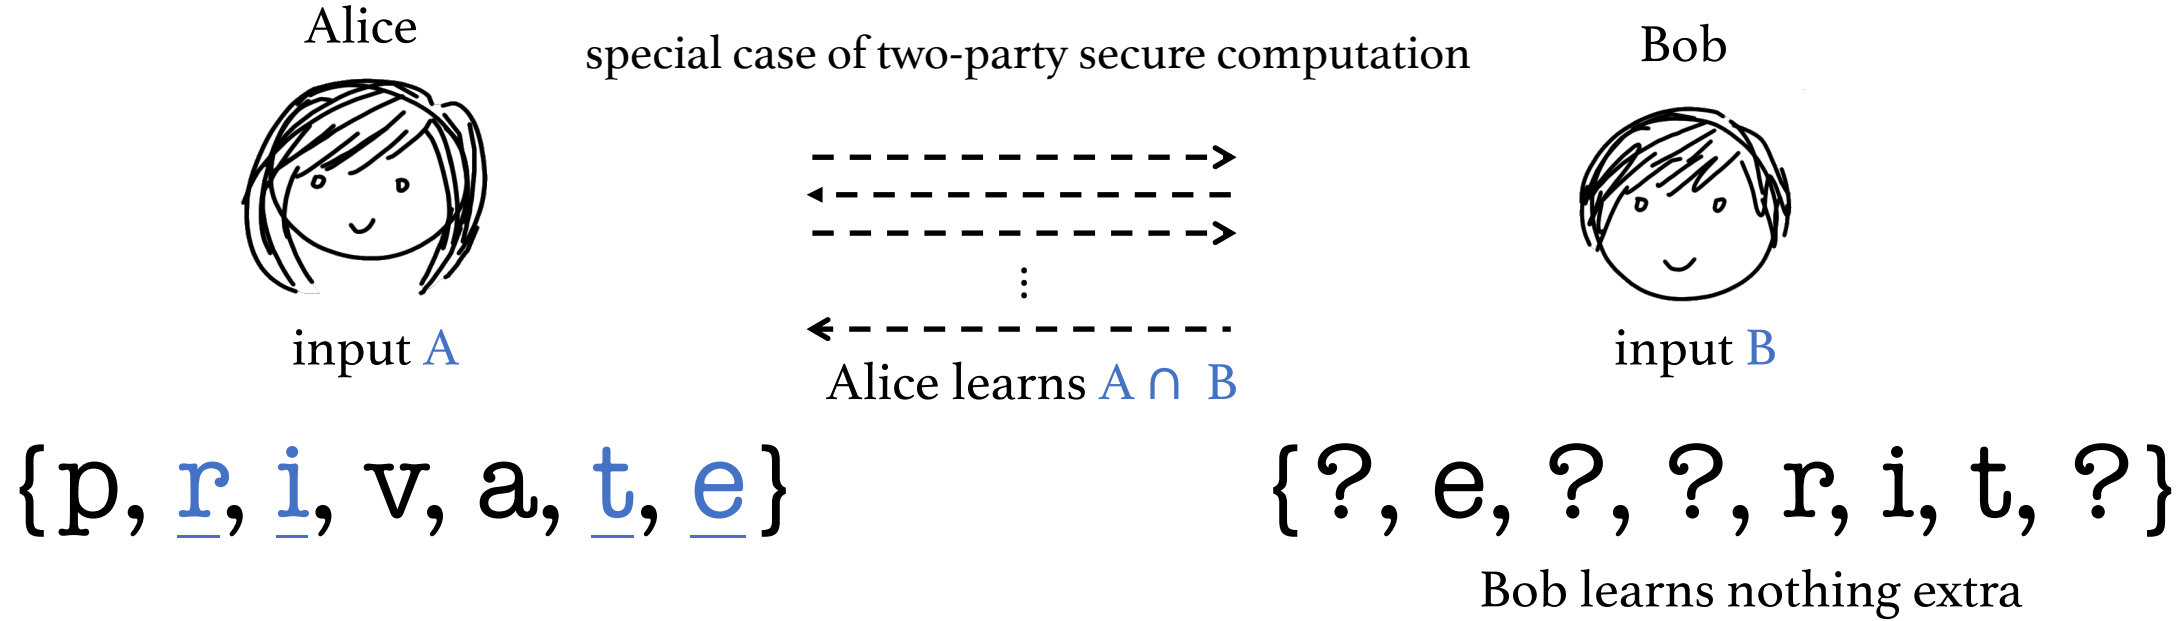 Alice
special case of two-party secure computation
Bob
⋮
input A
input B
Alice learns A ∩ B
{p, r, i, v, a, t, e}
{?, e, ?, ?, r, i, t, ?}
Bob learns nothing extra